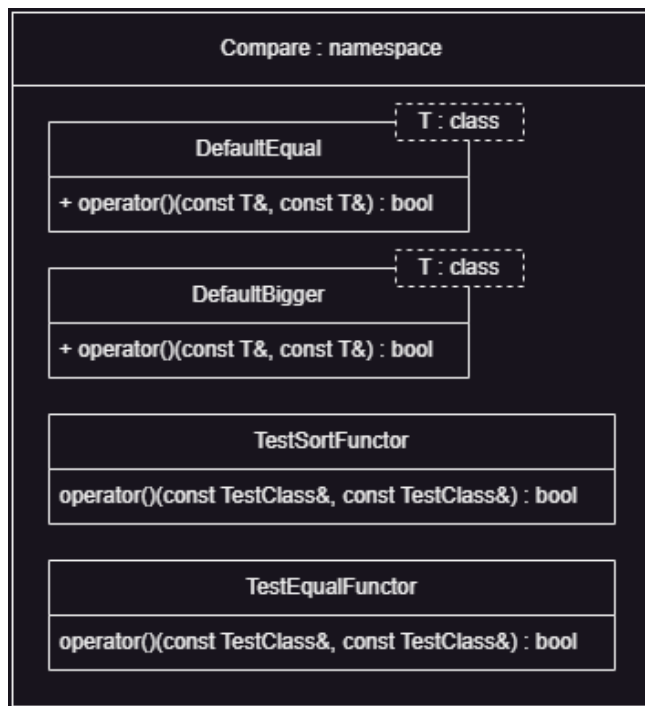 Compare : namespace
T : class
DefaultEqual
+ operator()(const T&, const T&) : bool
T : class
DefaultBigger
+ operator()(const T&, const T&) : bool
TestSortFunctor
operator()(const TestClass&, const TestClass&) : bool
TestEqualFunctor
operator()(const TestClass&, const TestClass&) : bool